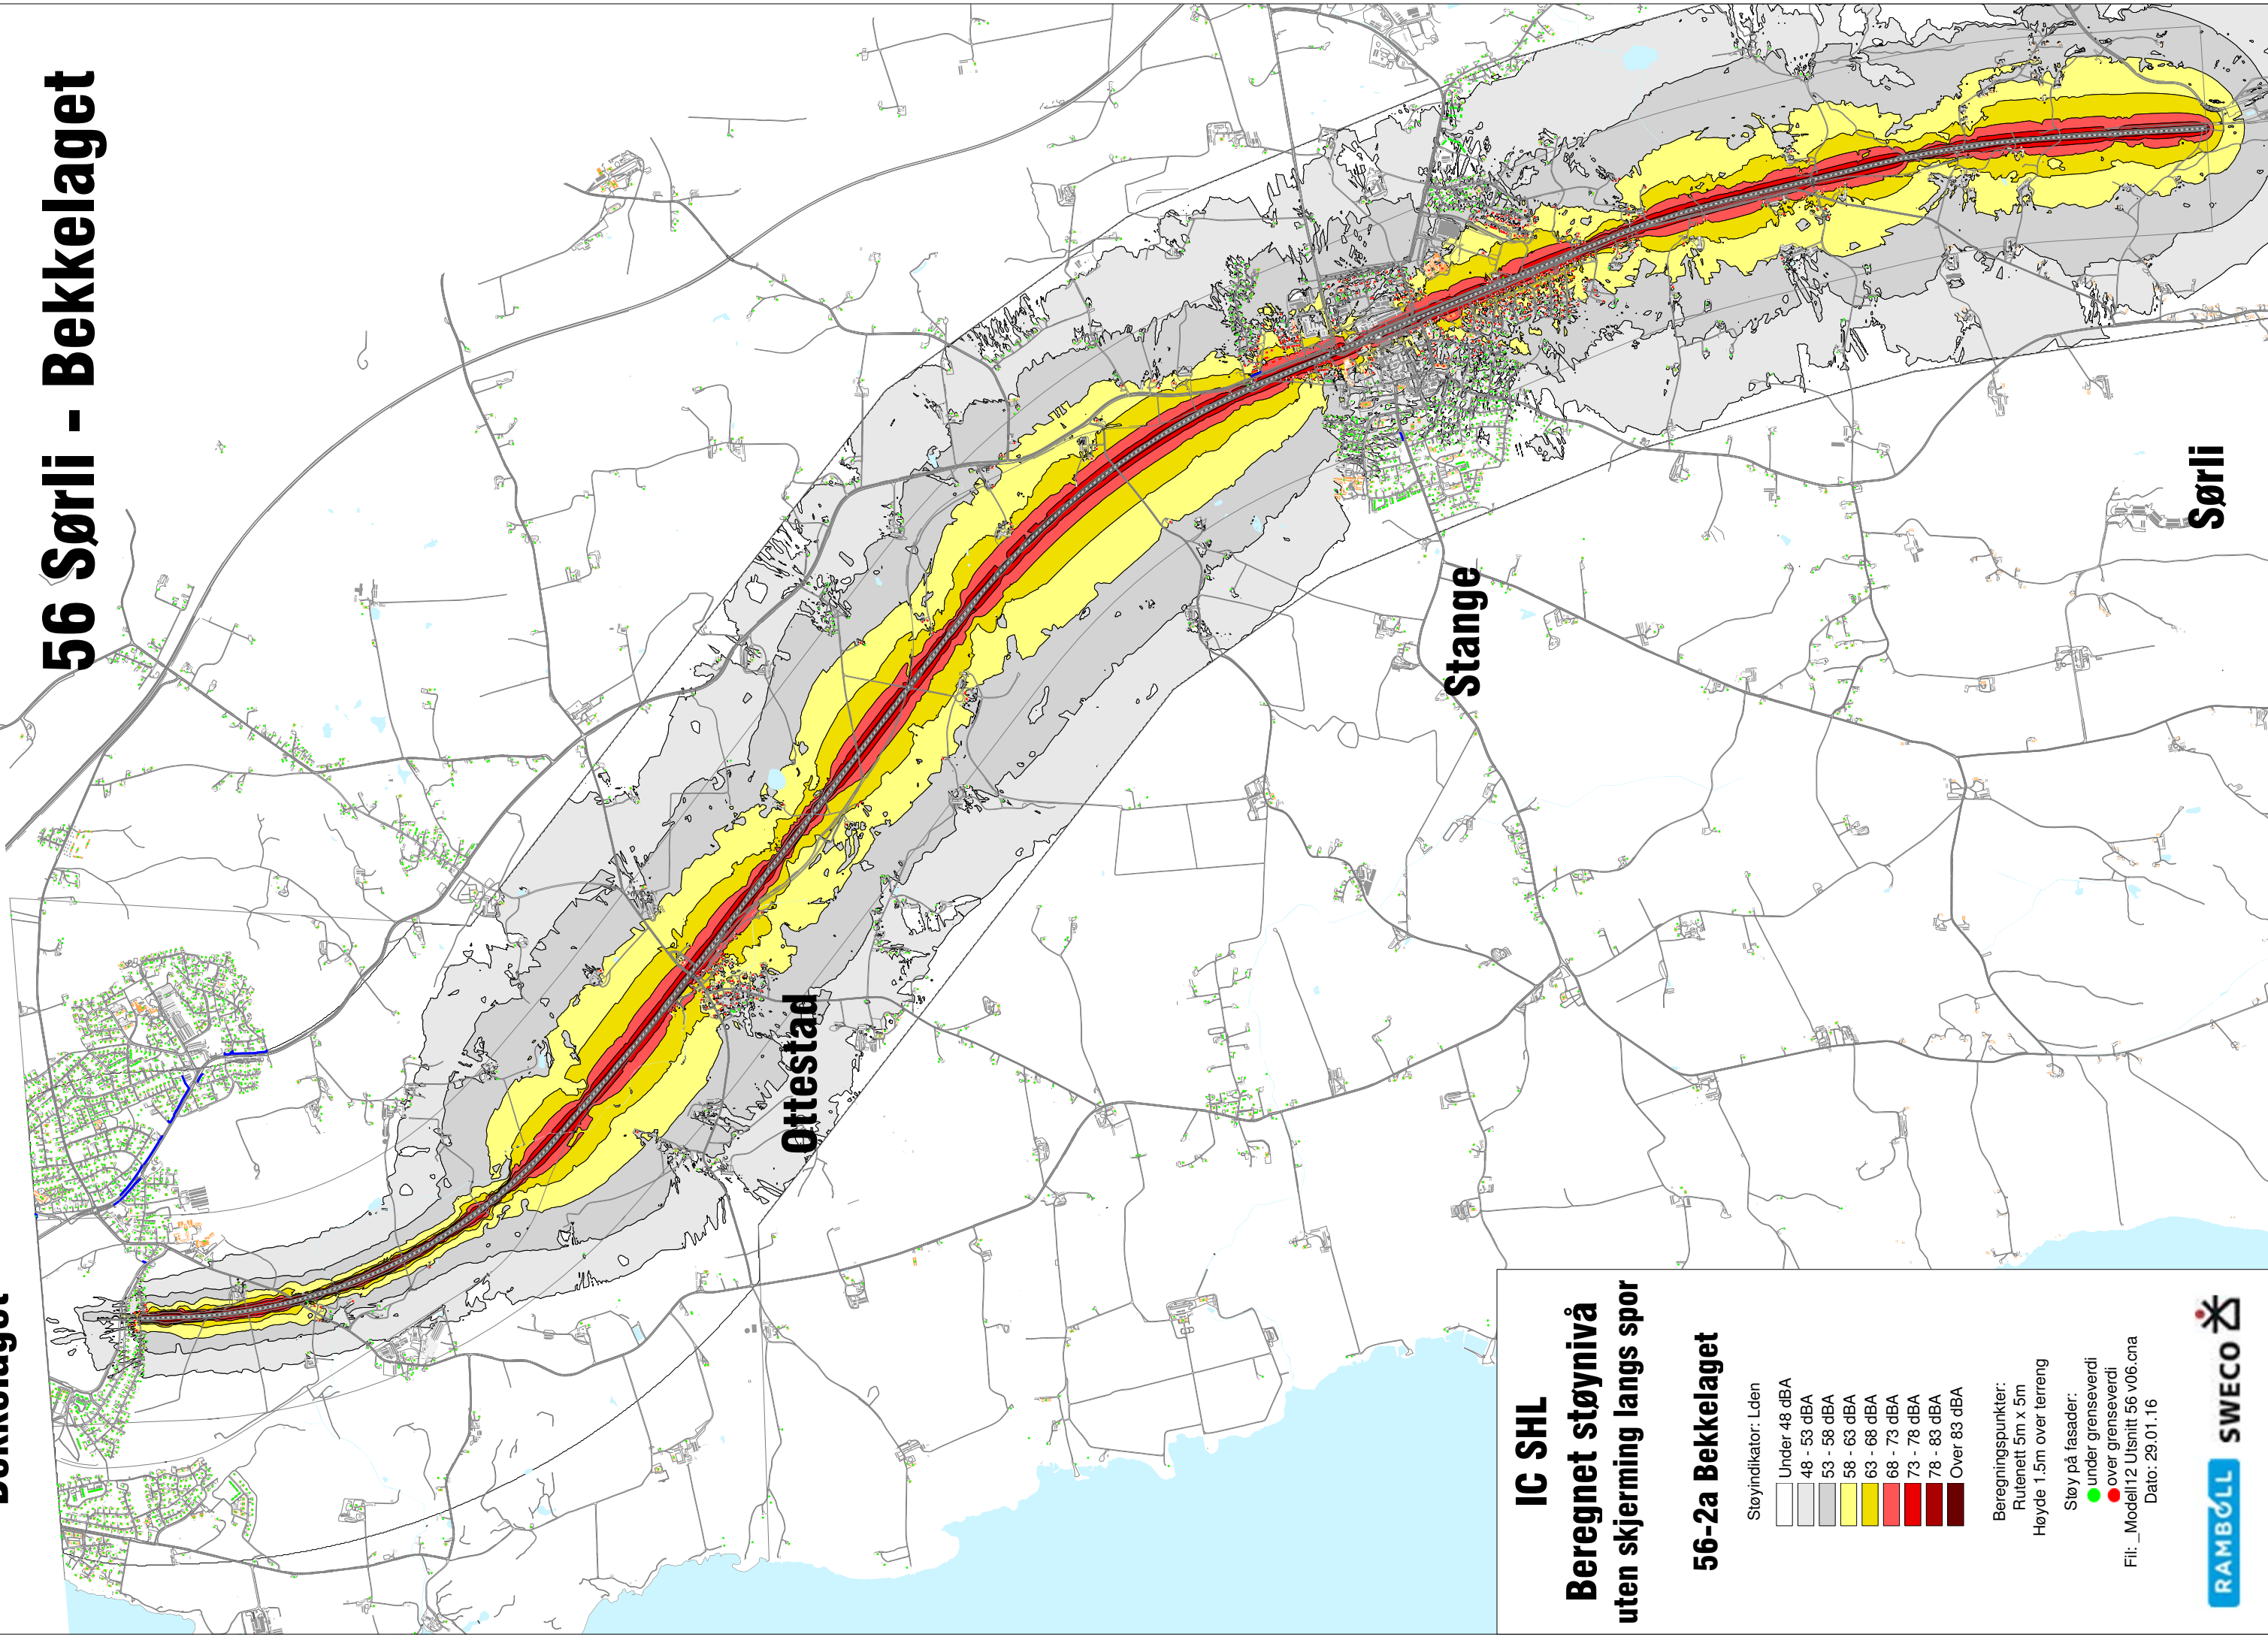 56 Sørli - Bekkelaget
Bekkelaget
Ottestad
Stange
Sørli
IC SHL
Beregnet støynivå
uten skjerming langs spor
56-2a Bekkelaget
Støyindikator: Lden
Under 48 dBA
48 - 53 dBA
53 - 58 dBA
58 - 63 dBA
63 - 68 dBA
68 - 73 dBA
73 - 78 dBA
78 - 83 dBA
Over 83 dBA
Beregningspunkter:
Rutenett 5m x 5m
Høyde 1.5m over terreng
Støy på fasader:
under grenseverdi
over grenseverdi
Fil: _Modell12 Utsnitt 56 v06.cna
Dato: 29.01.16
RAMBOLL SWECO